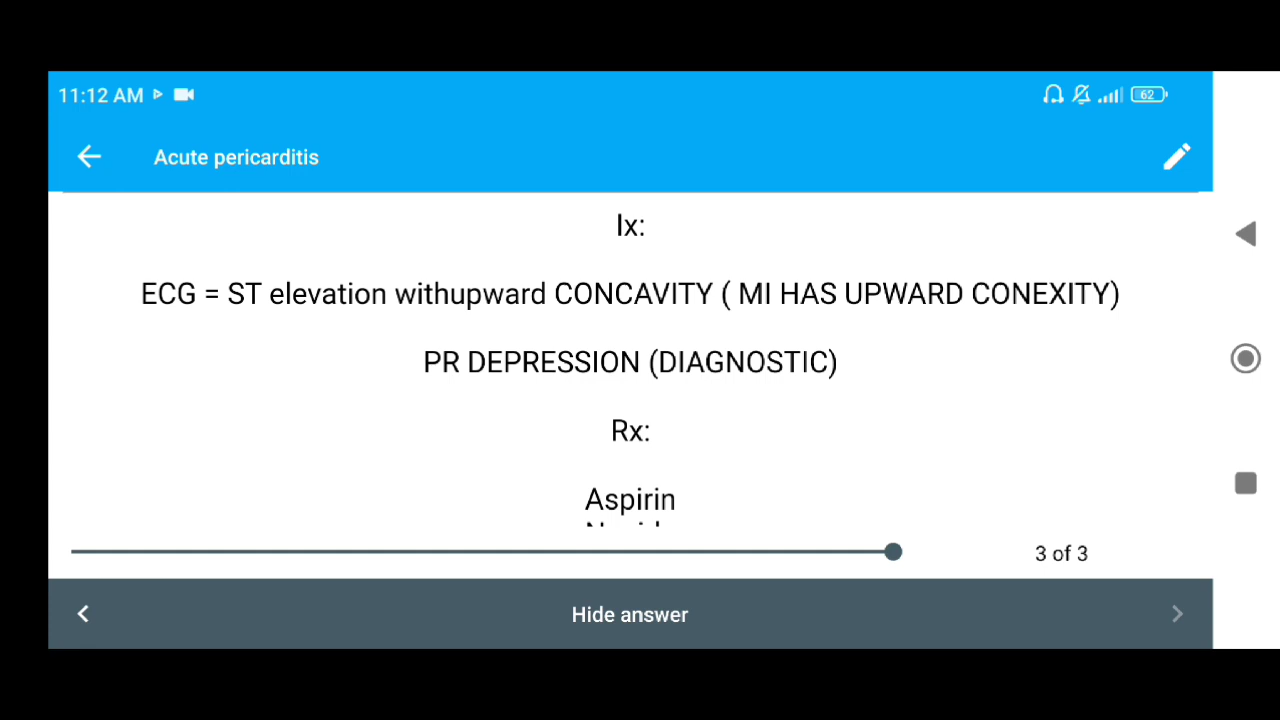 11:12 AM
62
Acute pericarditis
Ix:
ECG = ST elevation withupward CONCAVITY ( MI HAS UPWARD CONEXITY)
PR DEPRESSION (DIAGNOSTIC)
Rx:
Aspirin
3 of 3
Hide answer